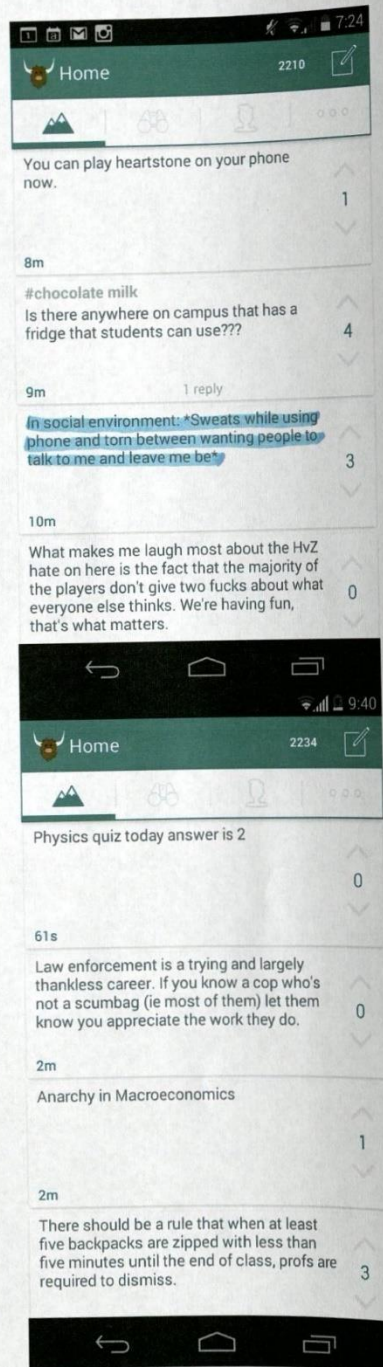 7:24
Home 2210
You can play heartstone on your phone
now.
1
8m
#chocolate milk
Is there anywhere on campus that has a
fridge that students can use???
4
9m 1 reply
In social environment: *Sweats while using
phone and torn between wanting people to
talk to me and leave me be*
3
10m
What makes me laugh most about the HvZ
hate on here is the fact that the majority of
the players don't give two fucks about what
everyone else thinks. We're having fun,
that's what matters.
0
9:40
Home 2234
Physics quiz today answer is 2
0
61s
Law enforcement is a trying and largely
thankless career. If you know a cop who's
not a scumbag (ie most of them) let them
know you appreciate the work they do.
0
2m
Anarchy in Macroeconomics
1
2m
There should be a rule that when at least
five backpacks are zipped with less than
five minutes until the end of class, profs are
required to dismiss.
3